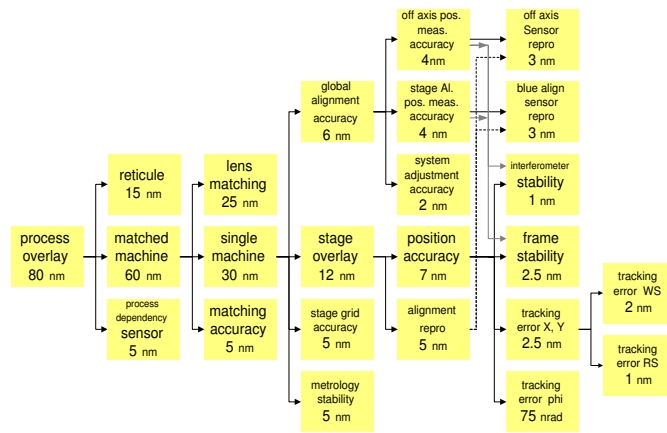 process
overlay
80 nm
reticule
15 nm
matched
machine
60 nm
process
dependency
sensor
5 nm
lens
matching
25 nm
single
machine
30 nm
matching
accuracy
5 nm
global
alignment
accuracy
6 nm
stage
overlay
12 nm
stage grid
accuracy
5 nm
metrology
stability
5 nm
off axis pos.
meas.
accuracy
4nm
stage Al.
pos. meas.
accuracy
4 nm
system
adjustment
accuracy
2 nm
position
accuracy
7 nm
alignment
repro
5 nm
off axis
Sensor
repro
3 nm
blue align
sensor
repro
3 nm
interferometer
stability
1 nm
frame
stability
2.5 nm
tracking
error X, Y
2.5 nm
tracking
error phi
75 nrad
tracking
error WS
2 nm
tracking
error RS
1 nm